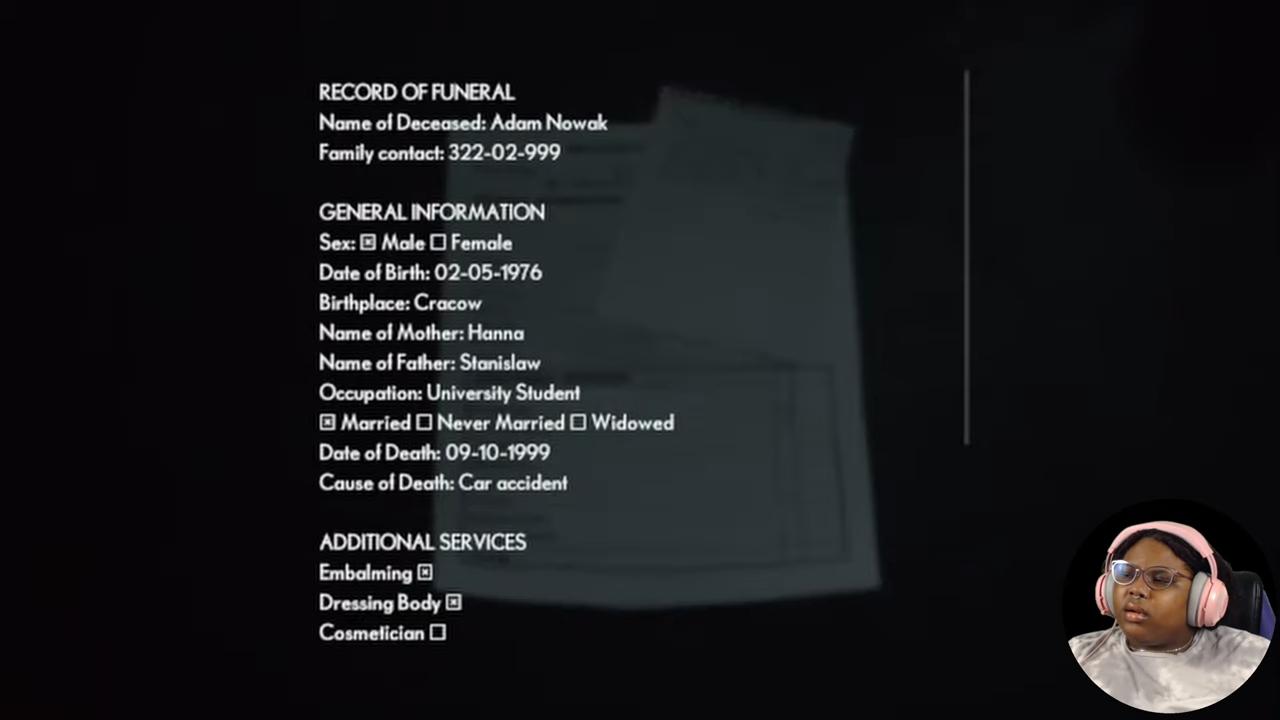 RECORD OF FUNERAL
Name of Deceased: Adam Nowak
Family contact: 322-02-999
GENERAL INFORMATION
Sex: ☒ Male ☐ Female
Date of Birth: 02-05-1976
Birthplace: Cracow
Name of Mother: Hanna
Name of Father: Stanislaw
Occupation: University Student
☒ Married ☐ Never Married ☐ Widowed
Date of Death: 09-10-1999
Cause of Death: Car accident
ADDITIONAL SERVICES
Embalming ☒
Dressing Body ☒
Cosmetician ☐